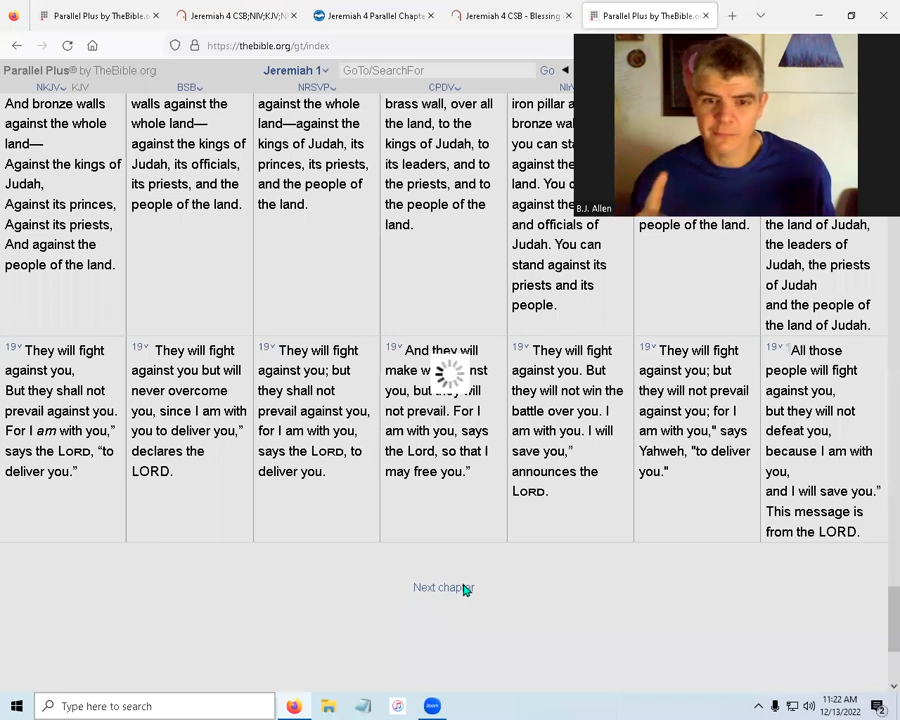 Parallel Plus by TheBible.or
Jeremiah 4 CSB;NIV;KJV;N
Jeremiah 4 Parallel Chapte
Jeremiah 4 CSB - Blessing
Parallel Plus by TheBible.or
https://thebible.org/gt/index
Parallel Plus® by TheBible.org
Jeremiah 1
GoTo/SearchFor
Go
NKJV KJV
BSB
NRSVP
CPDV
And bronze walls
against the whole
land—
Against the kings of
Judah,
Against its princes,
Against its priests,
And against the
people of the land.
walls against the
whole land—
against the kings of
Judah, its officials,
its priests, and the
people of the land.
against the whole
land—against the
kings of Judah, its
princes, its priests,
and the people of
the land.
brass wall, over all
the land, to the
kings of Judah, to
its leaders, and to
the priests, and to
the people of the
land.
iron pillar a
bronze wa
you can sta
against the
land. You c
against the
and officials of
Judah. You can
stand against its
priests and its
people.
people of the land.
the land of Judah,
the leaders of
Judah, the priests
of Judah
and the people of
the land of Judah.
B.J. Allen
19 They will fight
against you,
But they shall not
prevail against you.
For I am with you,”
says the LORD, “to
deliver you.”
19 They will fight
against you but will
never overcome
you, since I am with
you to deliver you,”
declares the
LORD.
19 They will fight
against you; but
they shall not
prevail against you,
for I am with you,
says the LORD, to
deliver you.
19 And they will
make w nst
you, but will
not prevail. For I
am with you, says
the Lord, so that I
may free you.”
19 They will fight
against you. But
they will not win the
battle over you. I
am with you. I will
save you,”
announces the
LORD.
19 They will fight
against you; but
they will not prevail
against you; for I
am with you," says
Yahweh, "to deliver
you."
19 ¶All those
people will fight
against you,
but they will not
defeat you,
because I am with
you,
and I will save you.”
This message is
from the LORD.
Next chapter
Type here to search
zoom
11:22 AM
12/13/2022
2